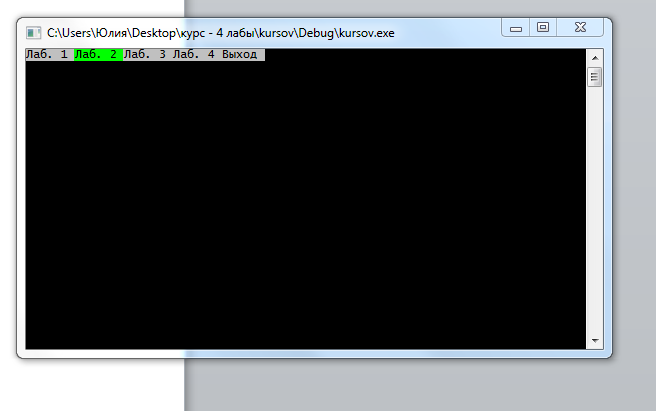 C:\Users\Юлия\Desktop\курс - 4 лабы\kursov\Debug\kursov.exe
Лаб. 1 Лаб. 2 Лаб. 3 Лаб. 4 Выход